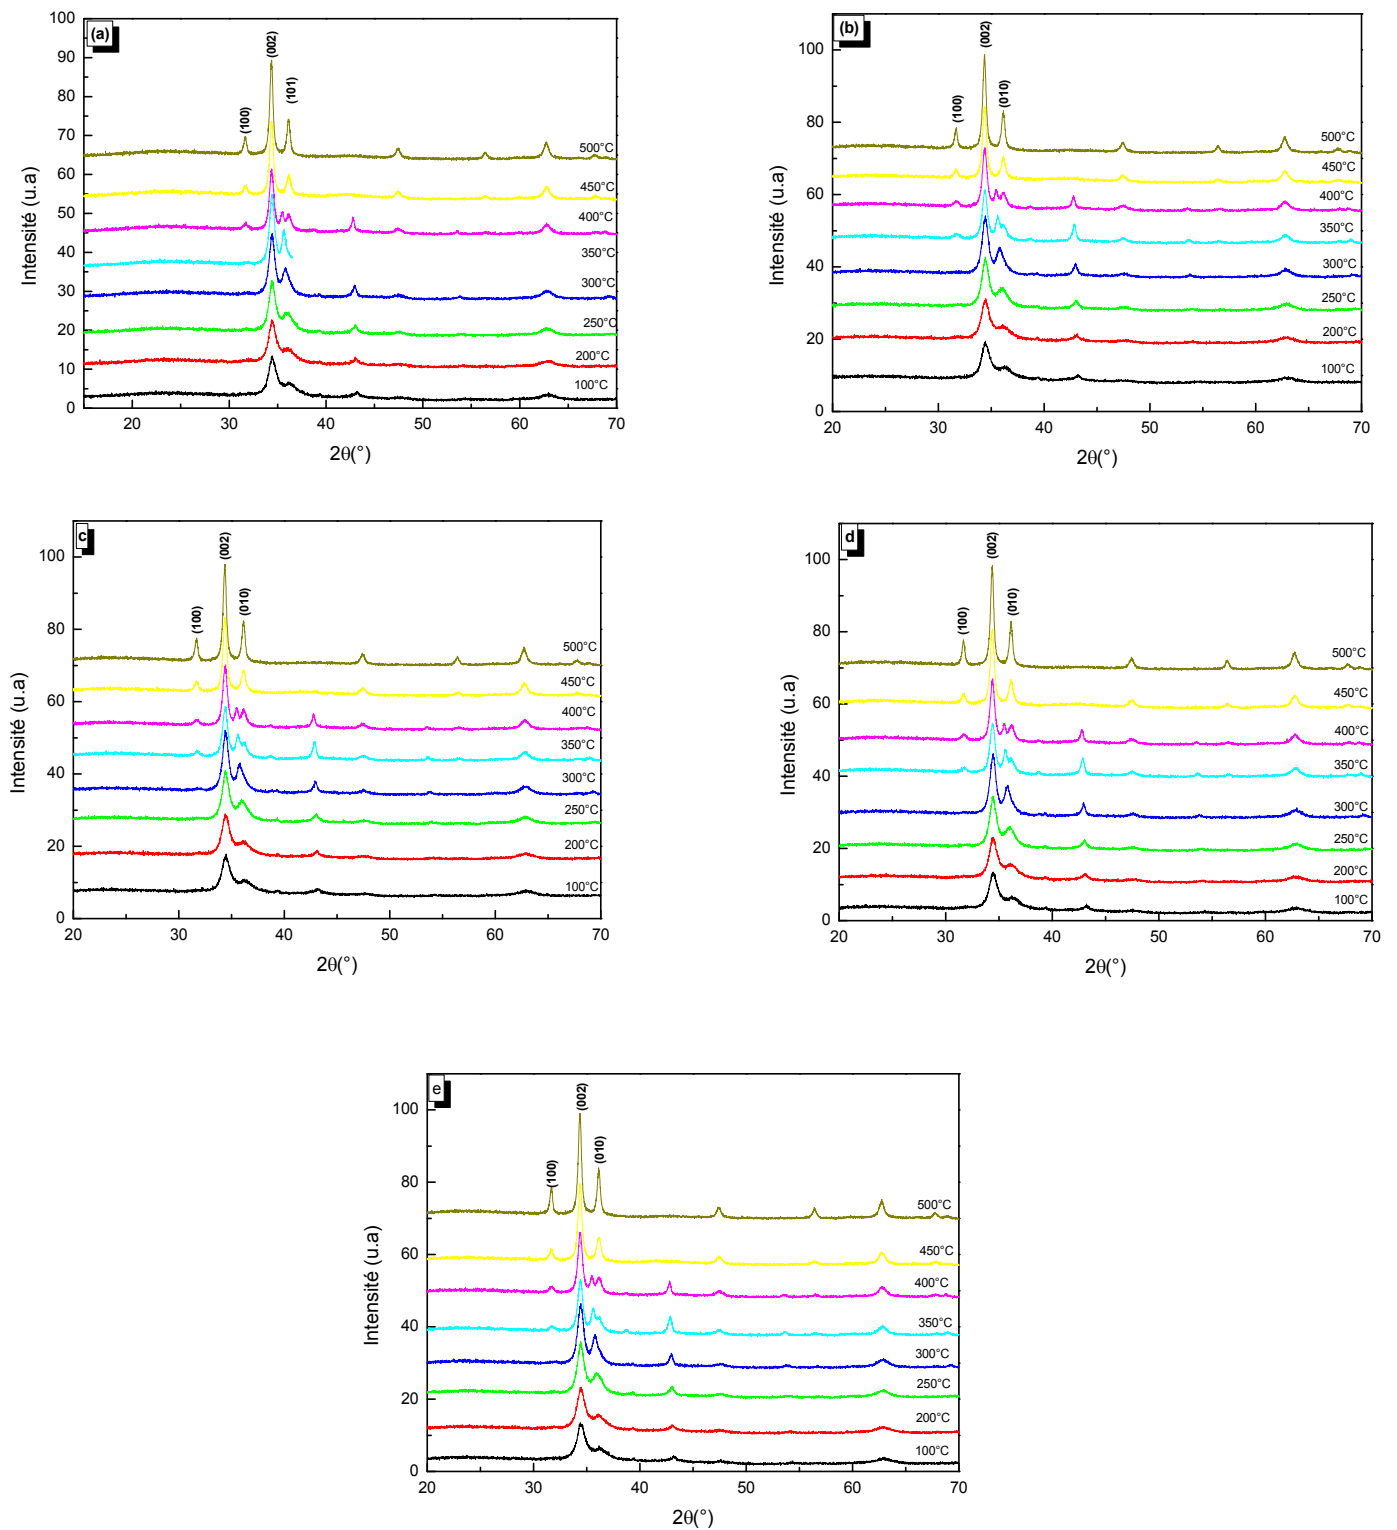 (a)
(100)
(002)
(101)
500°C
450°C
400°C
350°C
300°C
250°C
200°C
100°C
100
90
80
70
60
50
40
30
20
10
0
20 30 40 50 60 70
Intensité (u.a)
2θ(°)
(b)
(100)
(002)
(010)
500°C
450°C
400°C
350°C
300°C
250°C
200°C
100°C
100
80
60
40
20
0
20 30 40 50 60 70
Intensité (u.a)
2θ(°)
c
(100)
(002)
(010)
500°C
450°C
400°C
350°C
300°C
250°C
200°C
100°C
100
80
60
40
20
0
20 30 40 50 60 70
Intensité (u.a)
2θ(°)
d
(100)
(002)
(010)
500°C
450°C
400°C
350°C
300°C
250°C
200°C
100°C
100
80
60
40
20
0
20 30 40 50 60 70
Intensité (u.a)
2θ(°)
e
(100)
(002)
(010)
500°C
450°C
400°C
350°C
300°C
250°C
200°C
100°C
100
80
60
40
20
0
20 30 40 50 60 70
Intensité (u.a)
2θ(°)